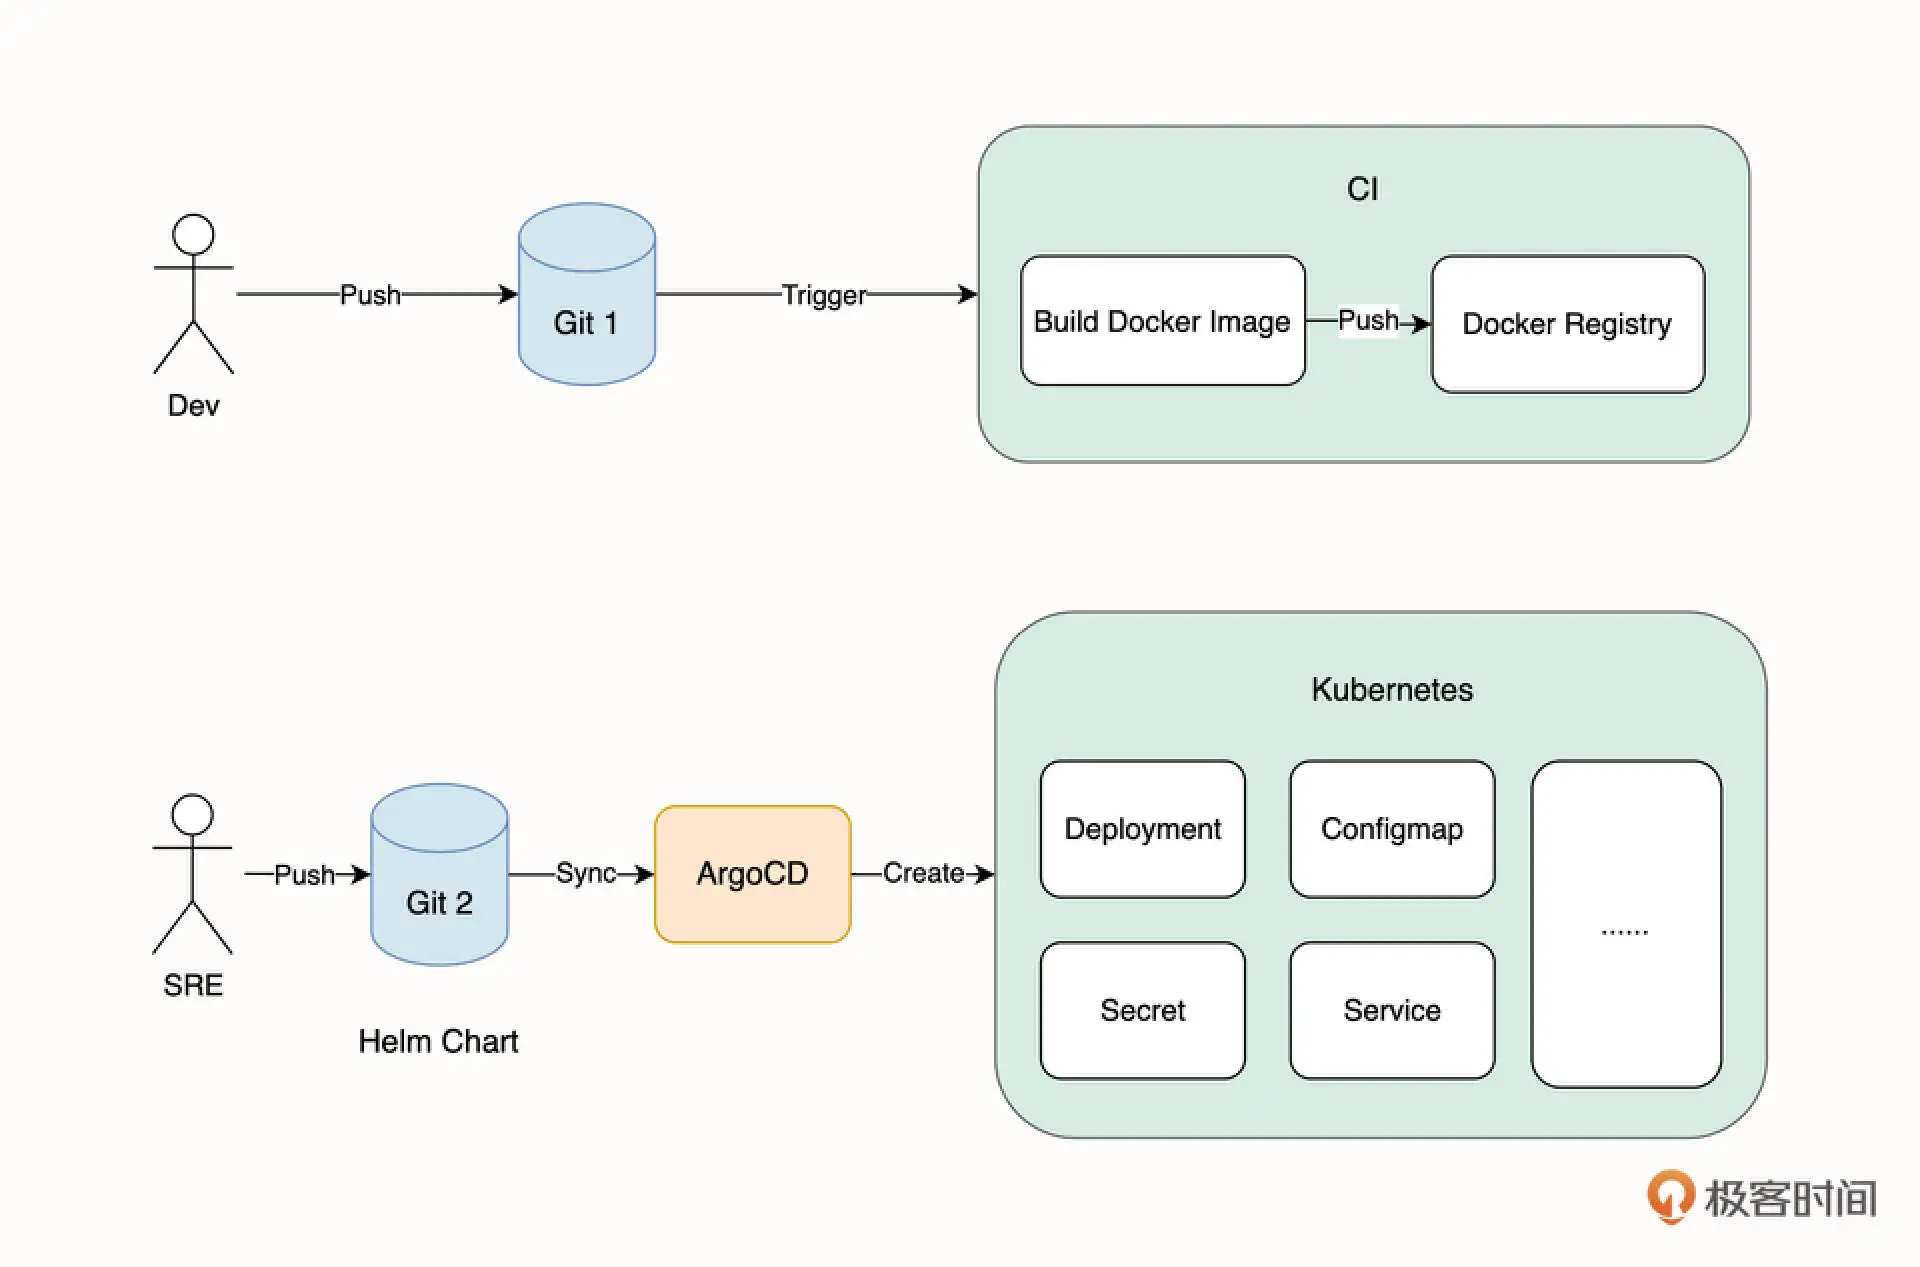 CI
Push
Git 1
Trigger
Build Docker Image
Push
Docker Registry
Dev
Kubernetes
Deployment
Configmap
Push
Git 2
Sync
ArgoCD
Create
......
SRE
Secret
Service
Helm Chart
极客时间